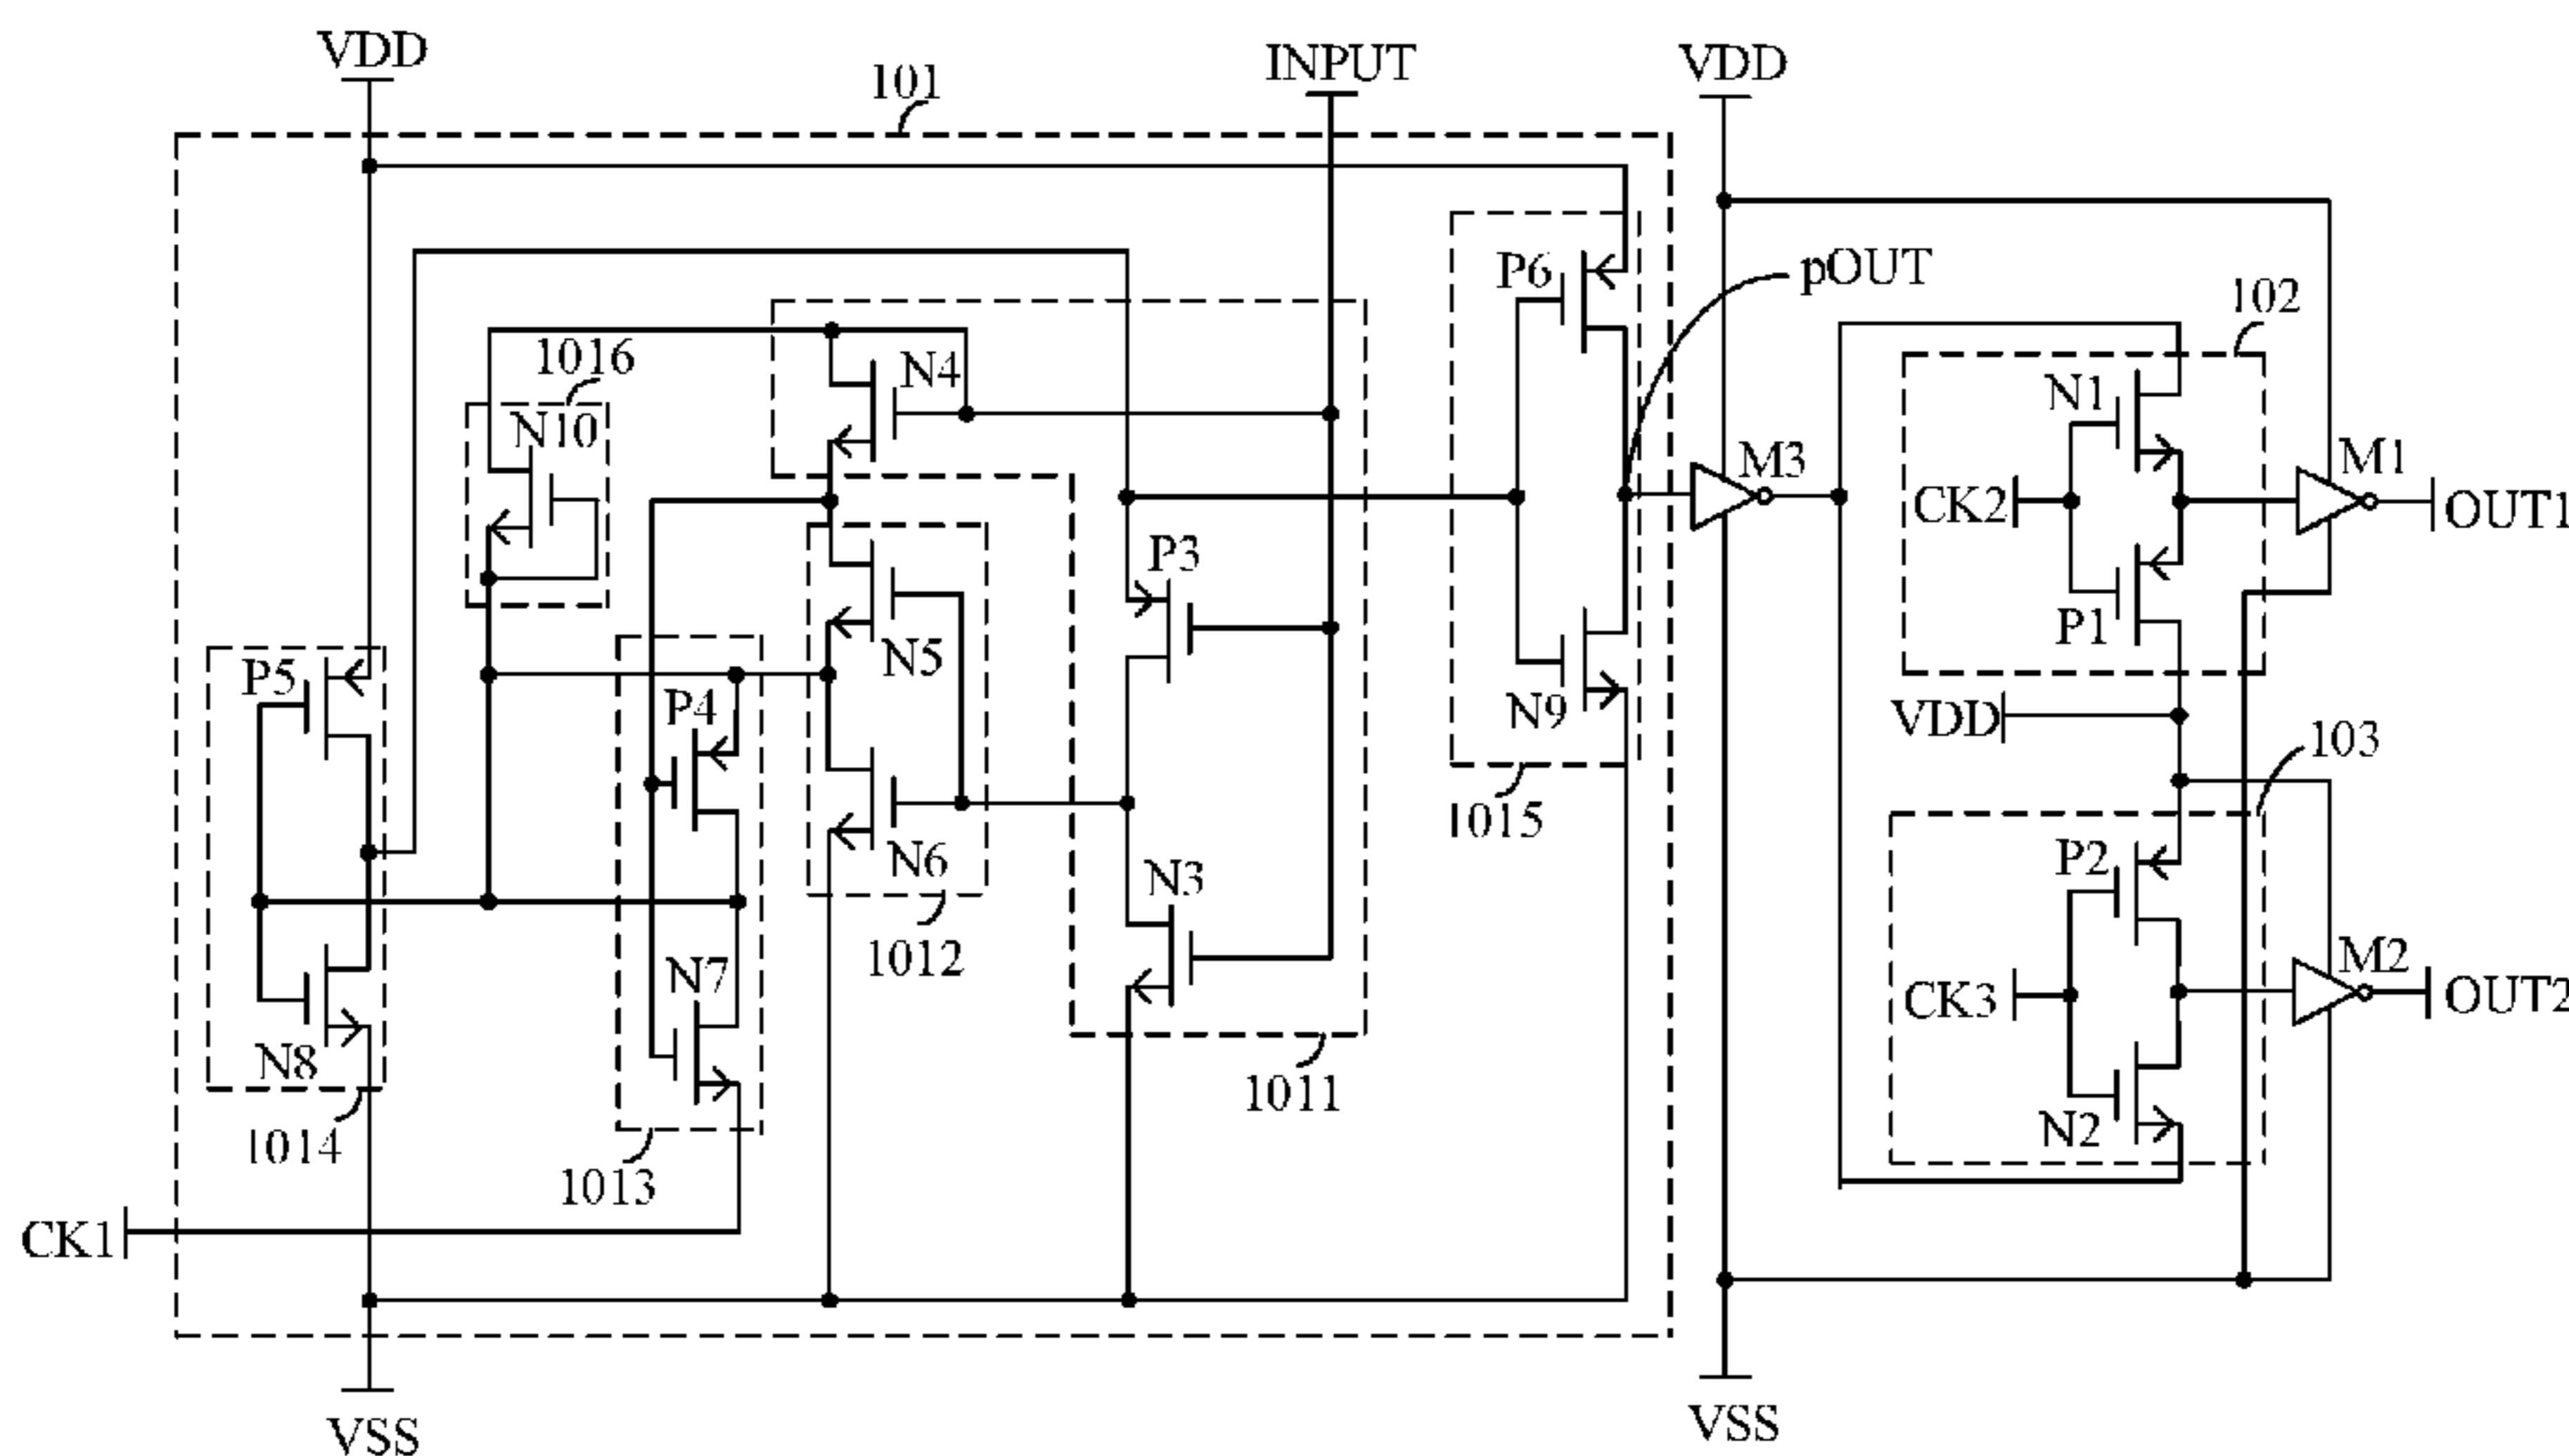 VDD
INPUT
VDD
101
pOUT
P6
102
1016
N4
N1
N10
M3
M1
CK2
OUT1
P3
P1
P5
N5
P4
N9
VDD
103
1015
N6
P2
N3
1012
N7
M2
CK3
OUT2
N8
1011
N2
1014
1013
CK1
VSS
VSS